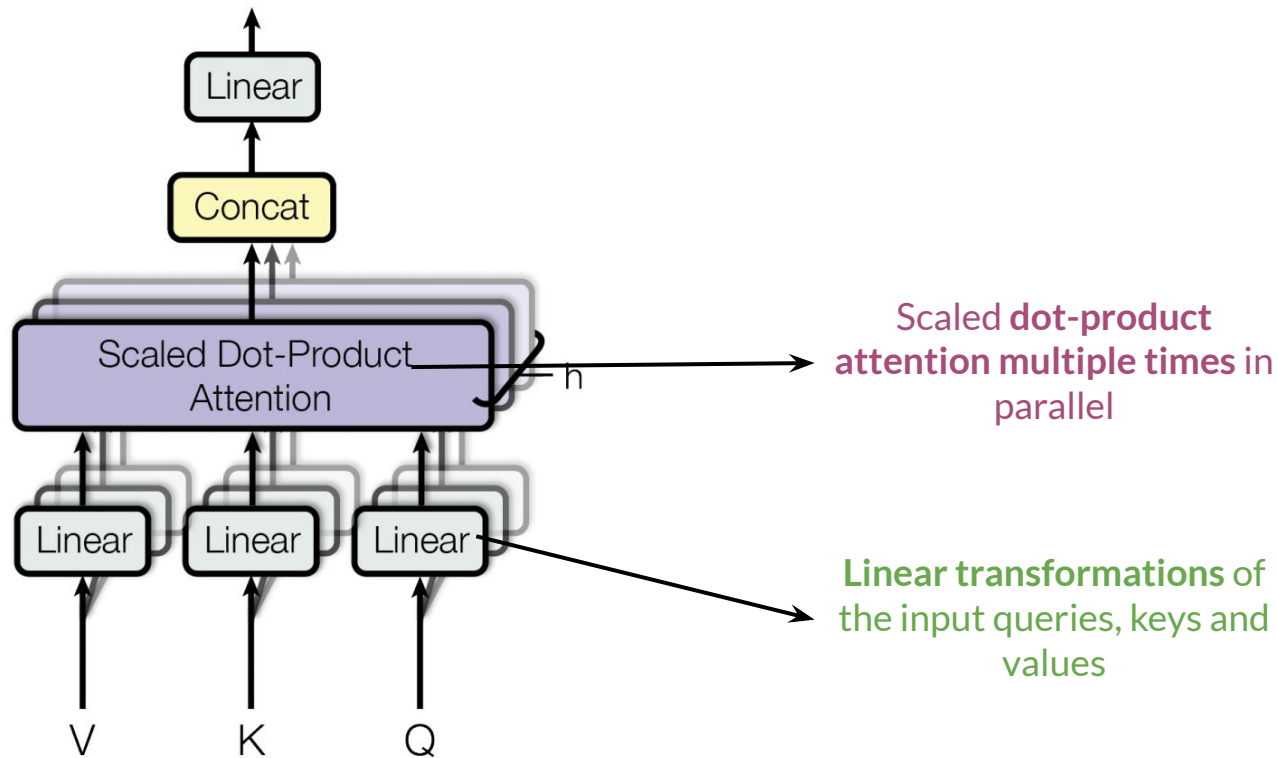 Linear
Concat
Scaled Dot-Product
Attention
h
Linear
Linear
Linear
V
K
Q
Scaled dot-product
attention multiple times in
parallel
Linear transformations of
the input queries, keys and
values